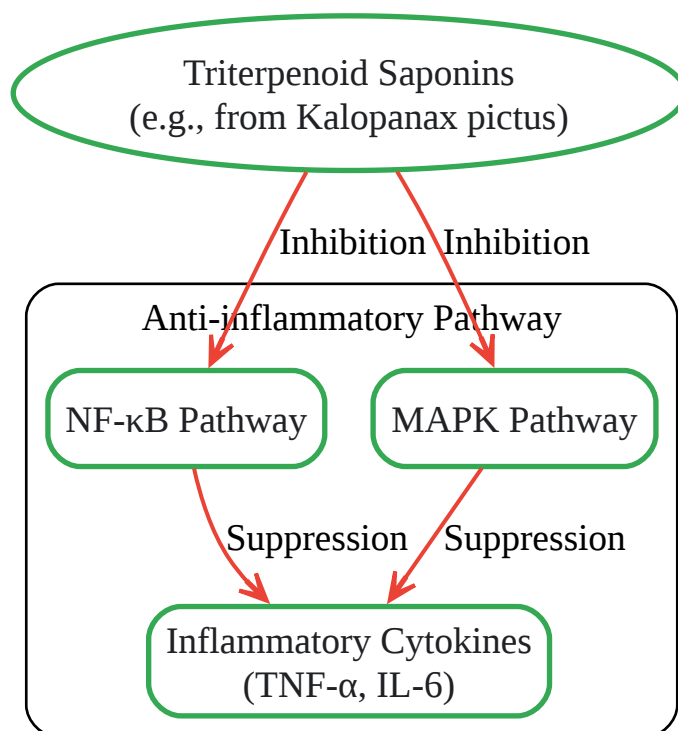 Triterpenoid Saponins
(e.g., from Kalopanax pictus)
Inhibition Inhibition
Anti-inflammatory Pathway
NF-κB Pathway
MAPK Pathway
Suppression
Suppression
Inflammatory Cytokines
(TNF-α, IL-6)